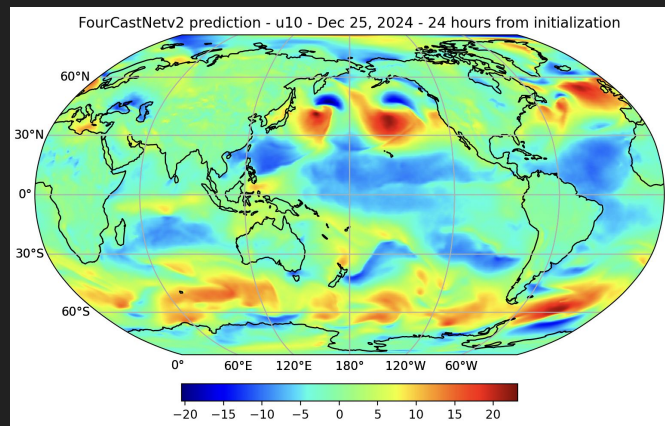 FourCastNetv2 prediction - u10 - Dec 25, 2024 - 24 hours from initialization
60°N
30°N
0°
30°S
60°S
0° 60°E 120°E 180° 120°W 60°W
−20 −15 −10 −5 0 5 10 15 20